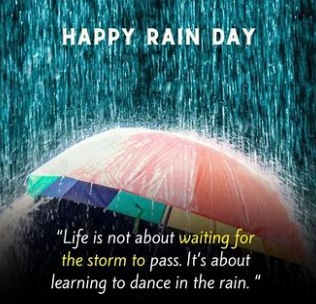 HAPPY RAIN DAY
"Life is not about waiting for
the storm to pass. It's about
learning to dance in the rain. "